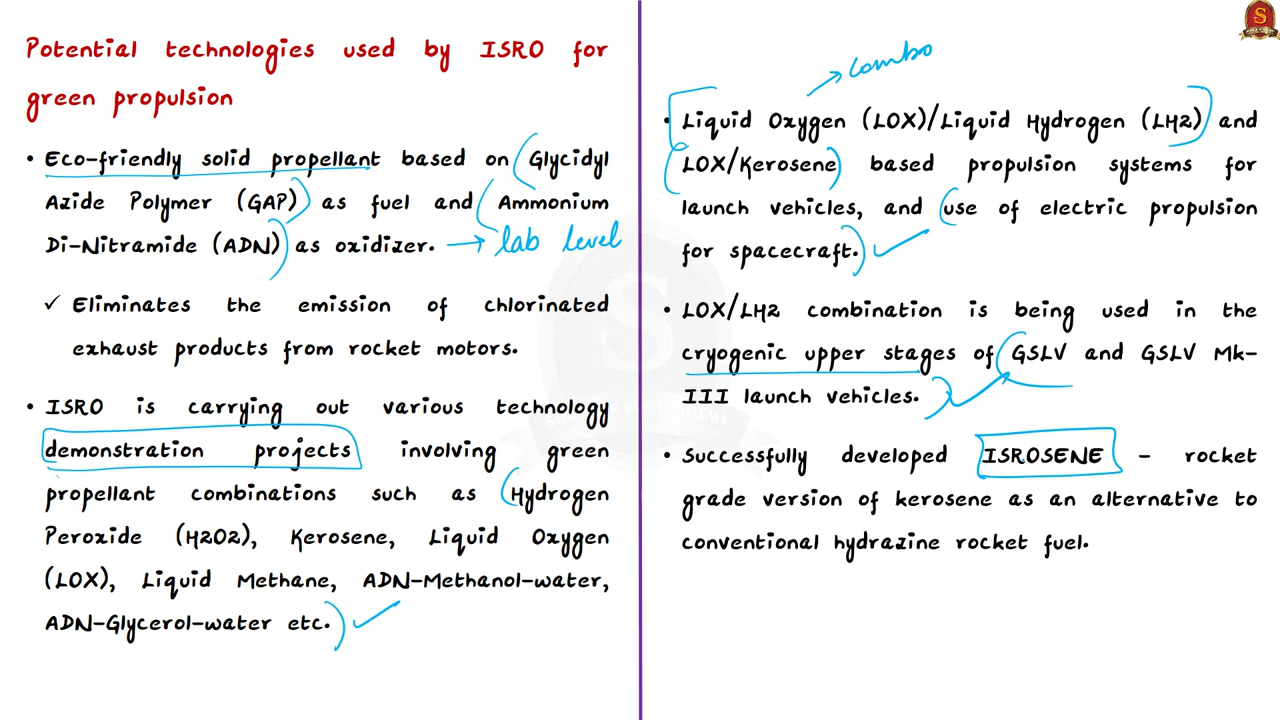 Potential technologies used by ISRO for
green propulsion
• Eco-friendly solid propellant based on Glycidyl
Azide Polymer (GAP) as fuel and Ammonium
Di-Nitramide (ADN) as oxidizer. → lab level
✓ Eliminates the emission of chlorinated
exhaust products from rocket motors.
• ISRO is carrying out various technology
demonstration projects involving green
propellant combinations such as Hydrogen
Peroxide (H2O2), Kerosene, Liquid Oxygen
(LOX), Liquid Methane, ADN-Methanol-water,
ADN-Glycerol-water etc.
→ combo
• Liquid Oxygen (LOX)/Liquid Hydrogen (LH2) and
LOX/Kerosene based propulsion systems for
launch vehicles, and use of electric propulsion
for spacecraft.
• LOX/LH2 combination is being used in the
cryogenic upper stages of GSLV and GSLV Mk-
III launch vehicles.
• Successfully developed ISROSENE – rocket
grade version of kerosene as an alternative to
conventional hydrazine rocket fuel.
S